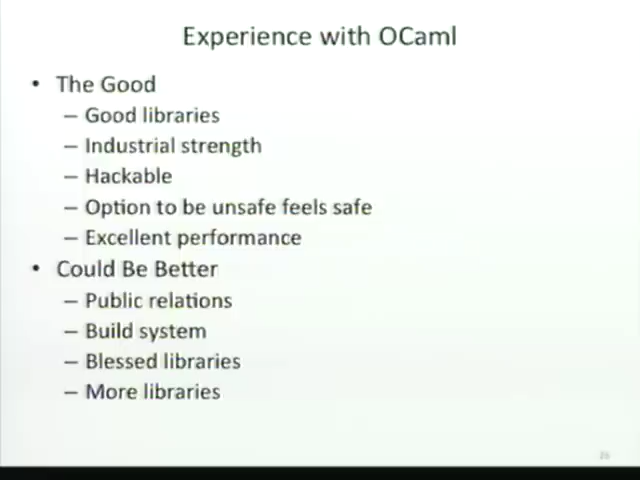 Experience with OCaml
• The Good
– Good libraries
– Industrial strength
– Hackable
– Option to be unsafe feels safe
– Excellent performance
• Could Be Better
– Public relations
– Build system
– Blessed libraries
– More libraries